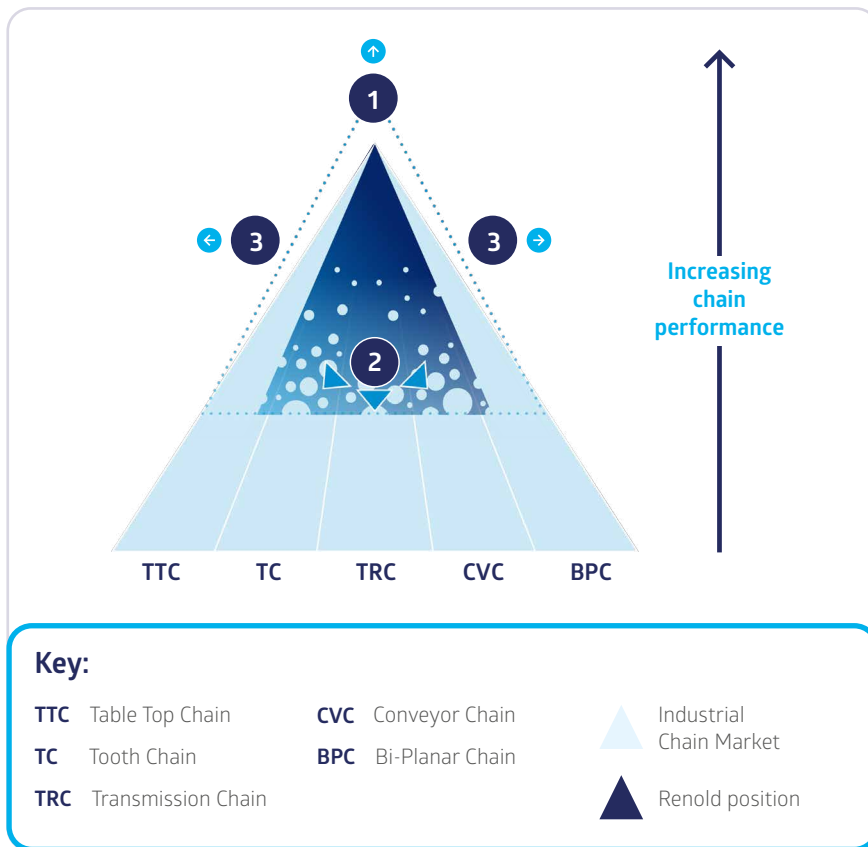 1
3
3
Increasing
chain
performance
2
TTC TC TRC CVC BPC
Key:
TTC Table Top Chain
CVC Conveyor Chain
Industrial
Chain Market
TC Tooth Chain
BPC Bi-Planar Chain
TRC Transmission Chain
Renold position